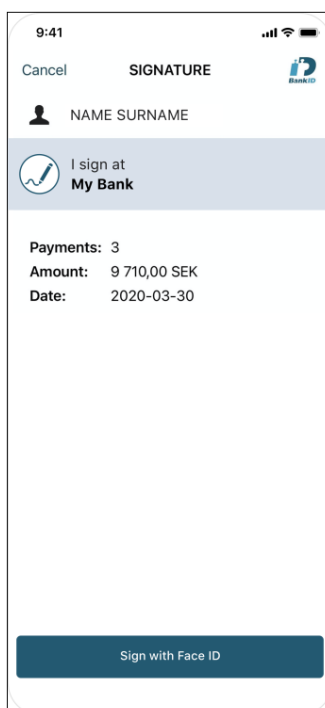 9:41
Cancel SIGNATURE BankID
NAME SURNAME
I sign at
My Bank
Payments: 3
Amount: 9 710,00 SEK
Date: 2020-03-30
Sign with Face ID